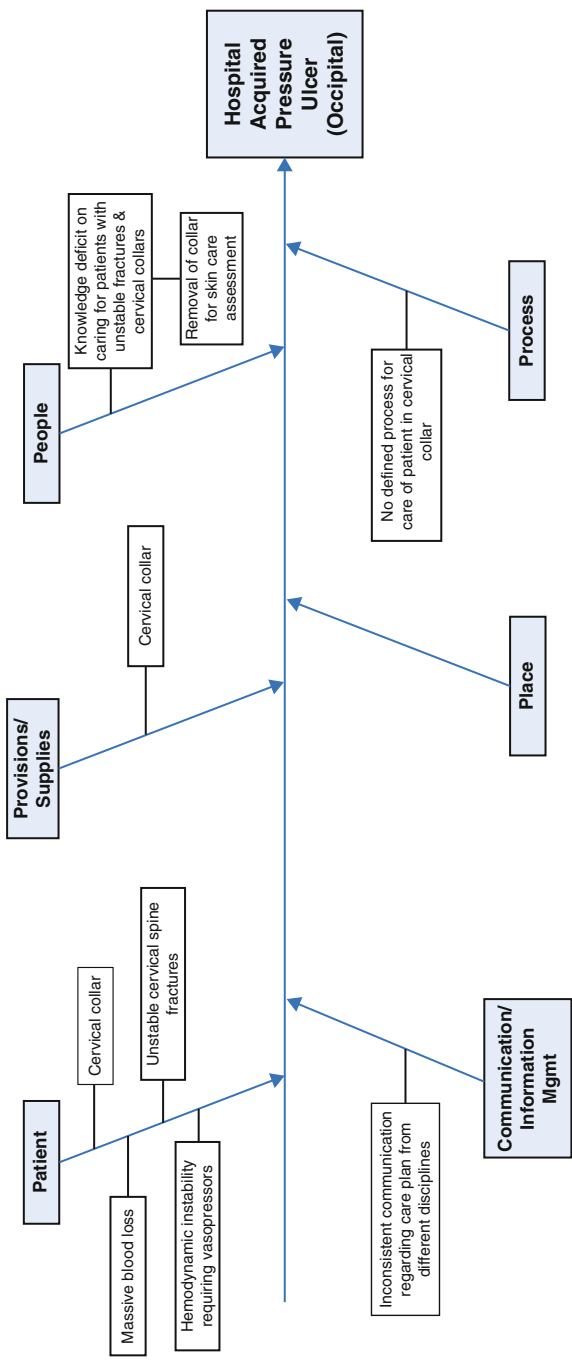 Patient
Cervical collar
Massive blood loss
Unstable cervical spine
fractures
Hemodynamic instability
requiring vasopressors
Provisions/
Supplies
Cervical collar
People
Knowledge deficit on
caring for patients with
unstable fractures &
cervical collars
Removal of collar
for skin care
assessment
Hospital
Acquired
Pressure
Ulcer
(Occipital)
Inconsistent communication
regarding care plan from
different disciplines
Communication/
Information
Mgmt
Place
No defined process for
care of patient in cervical
collar
Process